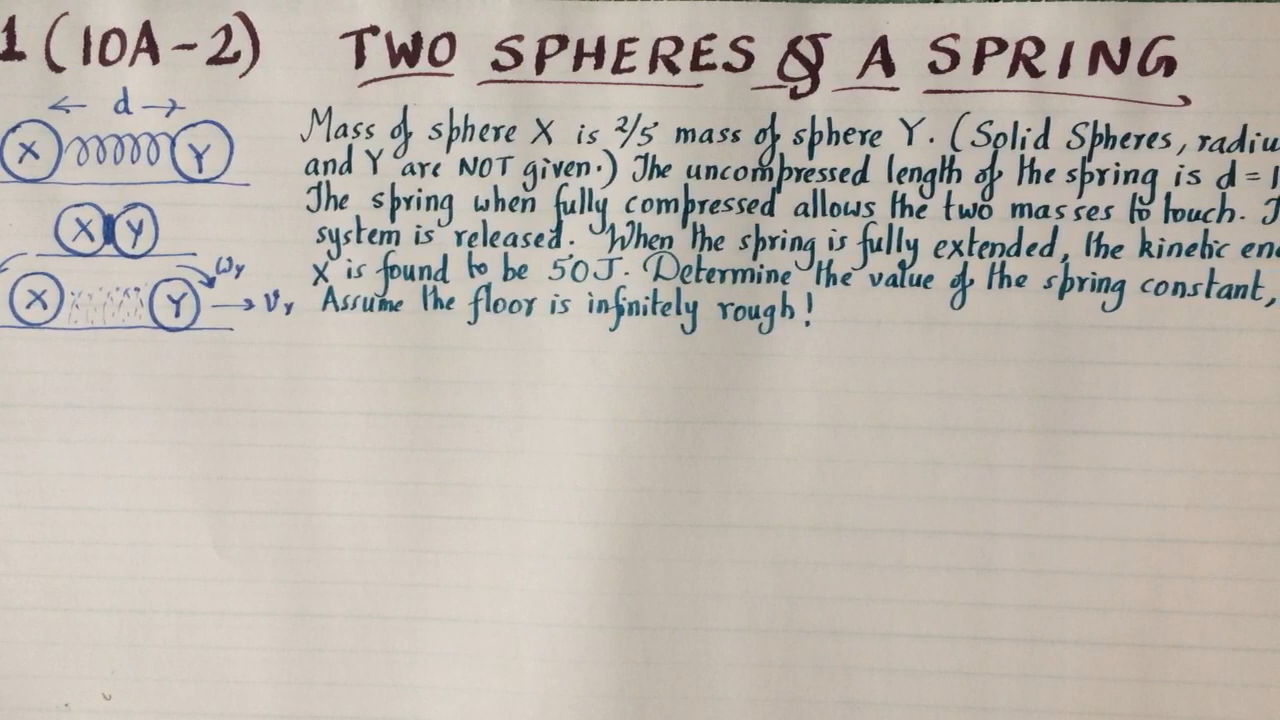 1 (10A-2) TWO SPHERES & A SPRING
← d →
X Y
X Y
X Y ωy → vy
Mass of sphere X is 2/5 mass of sphere Y. (Solid Spheres,
and Y are NOT given.) The uncompressed length of the spring is d =
The spring when fully compressed allows the two masses to touch.
system is released. When the spring is fully extended, the kinetic
X is found to be 50J. Determine the value of the spring constant,
Assume the floor is infinitely rough!